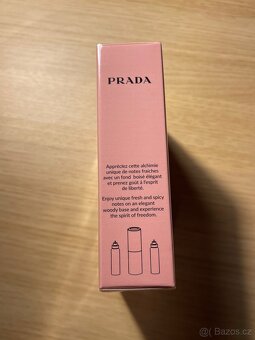 PRADA
Appréciez cette alchimie
unique de notes fraiches
avec un fond boisé élégant
et prenez goût à l'esprit
de liberté.
Enjoy unique fresh and spicy
notes on an elegant
woody base and experience
the spirit of freedom.
Bazos.cz